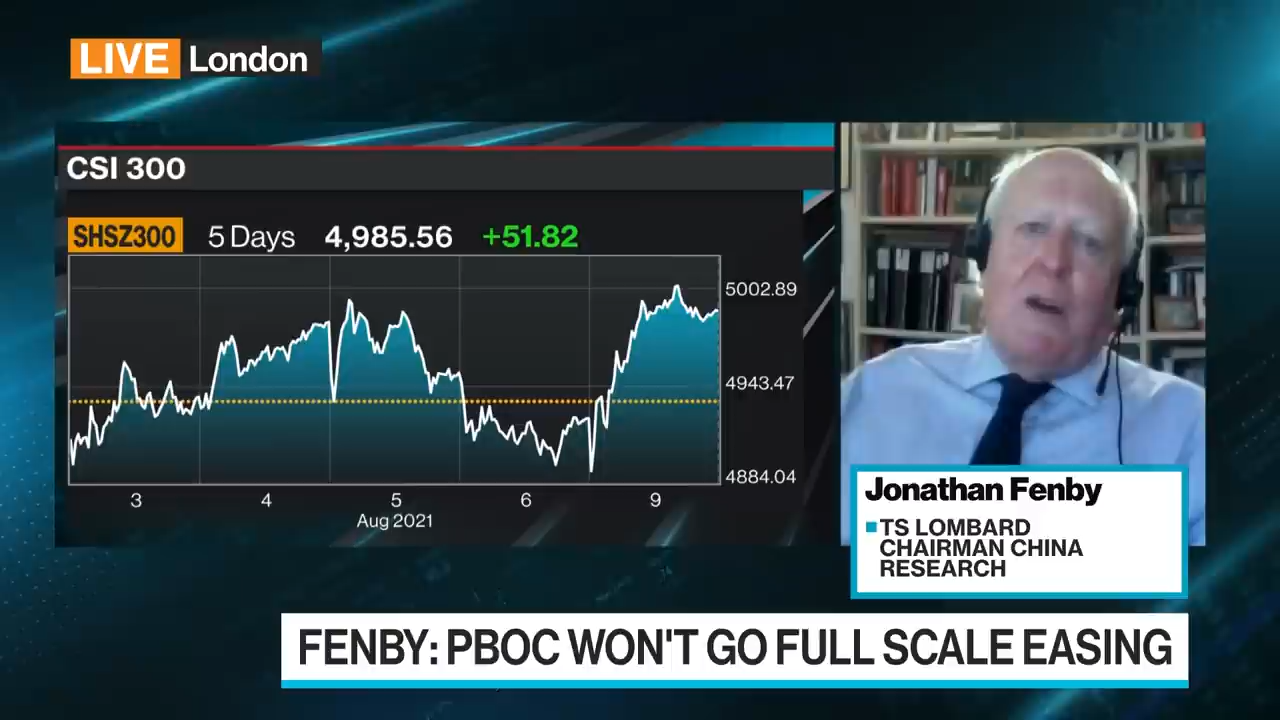 LIVE London
CSI 300
SHSZ300 5 Days 4,985.56 +51.82
5002.89
4943.47
4884.04
3 4 5 6 9
Aug 2021
Jonathan Fenby
TS LOMBARD
CHAIRMAN CHINA
RESEARCH
FENBY: PBOC WON'T GO FULL SCALE EASING